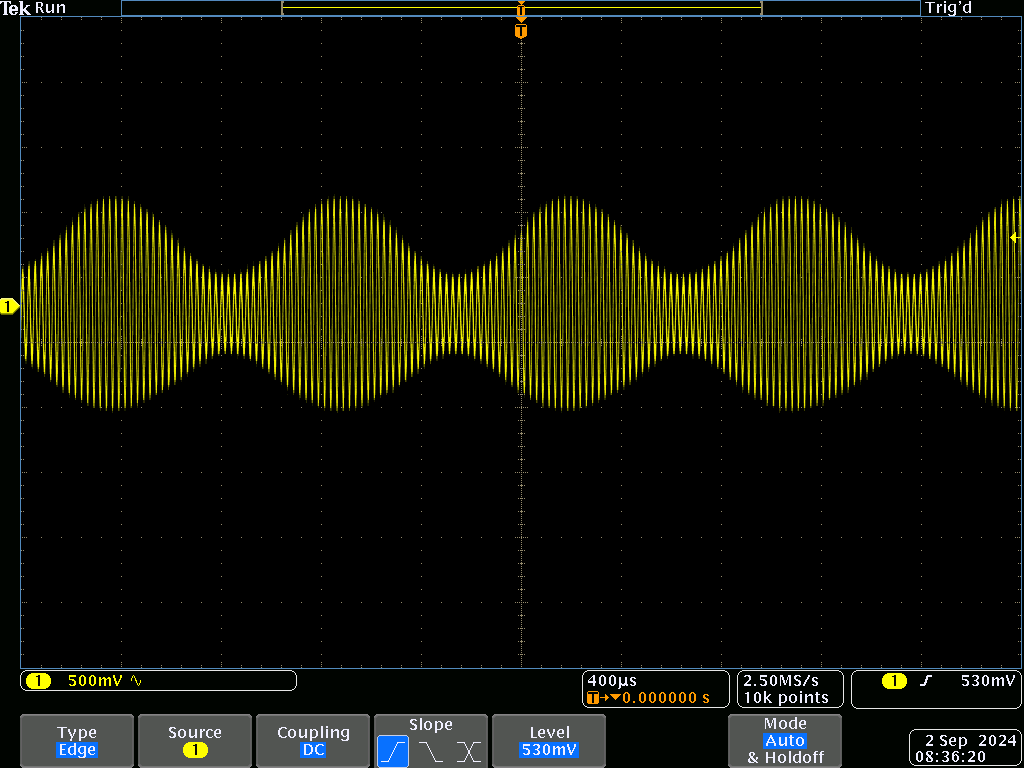 Tek Run
Trig'd
T
T
1
1 500mV ∿
400µs
T→▼0.000000 s
2.50MS/s
10k points
1 530mV
Type
Edge
Source
1
Coupling
DC
Slope
Level
530mV
Mode
Auto
& Holdoff
2 Sep 2024
08:36:20